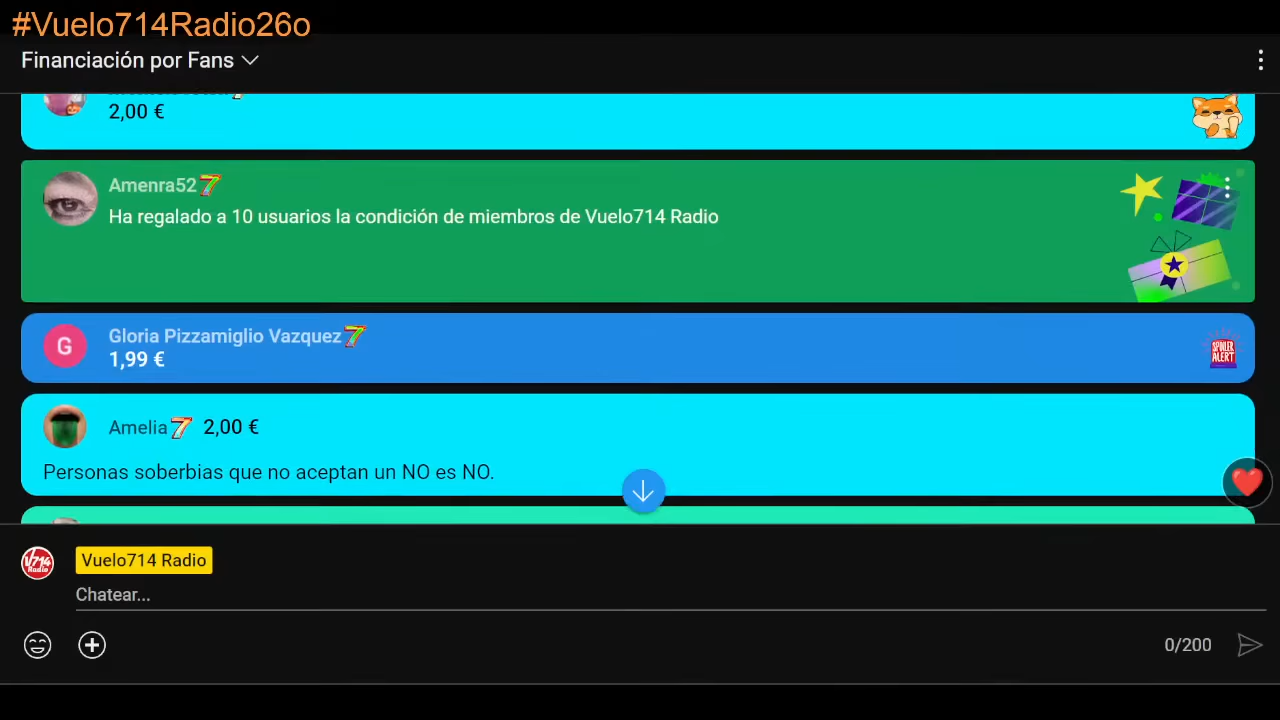 #Vuelo714Radio26o
Financiación por Fans
2,00 €
Amenra52
Ha regalado a 10 usuarios la condición de miembros de Vuelo714 Radio
Gloria Pizzamiglio Vazquez
1,99 €
SPOILER ALERT
Amelia 2,00 €
Personas soberbias que no aceptan un NO es NO.
V714 Radio
Vuelo714 Radio
Chatear...
0/200